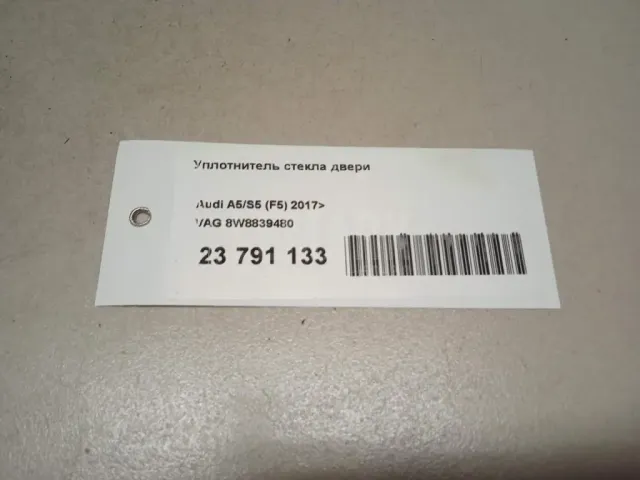 Уплотнитель стекла двери
Audi A5/S5 (F5) 2017>
VAG 8W8839480
23 791 133